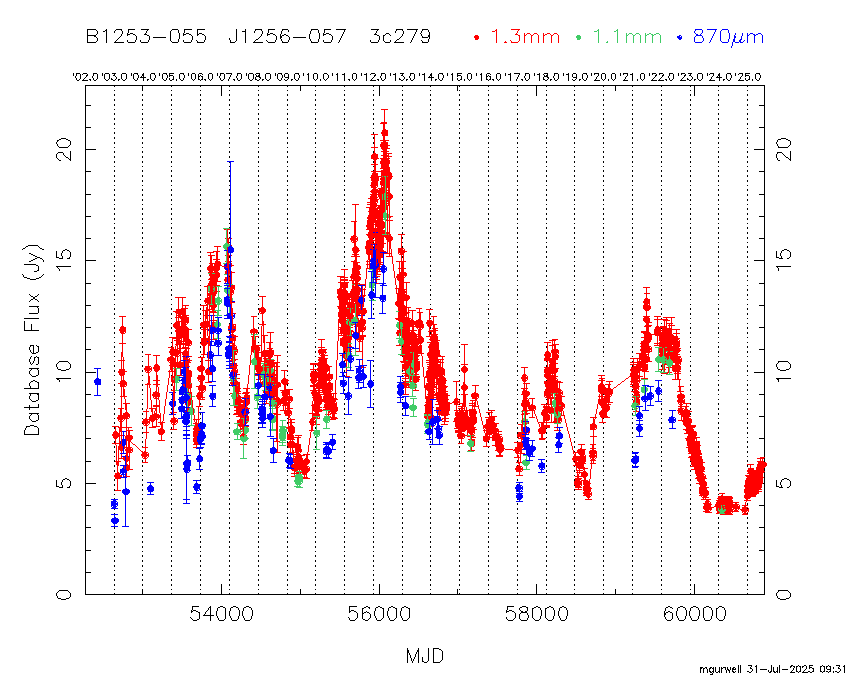 B1253-055 J1256-057 3c279 1.3mm 1.1mm 870μm
'02.0 '03.0 '04.0 '05.0 '06.0 '07.0 '08.0 '09.0 '10.0 '11.0 '12.0 '13.0 '14.0 '15.0 '16.0 '17.0 '18.0 '19.0 '20.0 '21.0 '22.0 '23.0 '24.0 '25.0
20 20
15 15
Database Flux (Jy)
10 10
5 5
0 0
54000 56000 58000 60000
MJD
mgurwell 31-Jul-2025 09:31